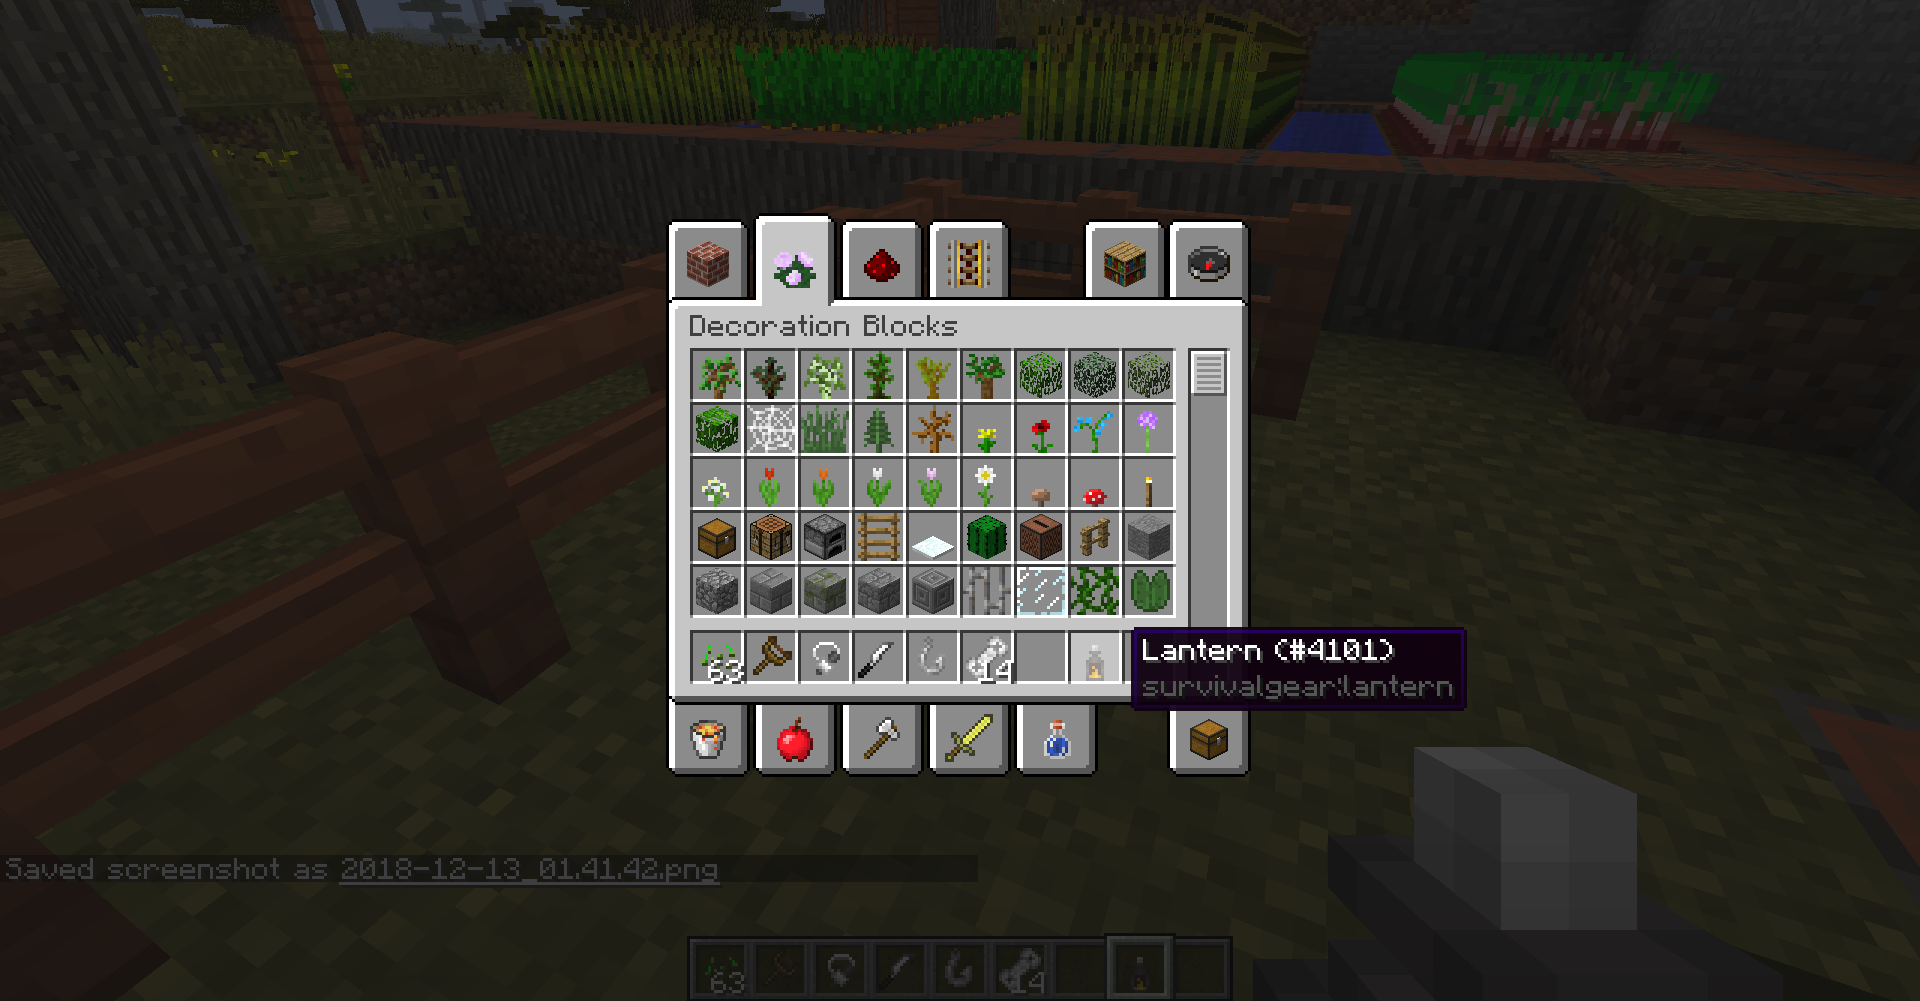 Decoration Blocks
63
14
Lantern (#4101)
survivalgear:lantern
Saved screenshot as 2018-12-13_01.41.42.png
63
14